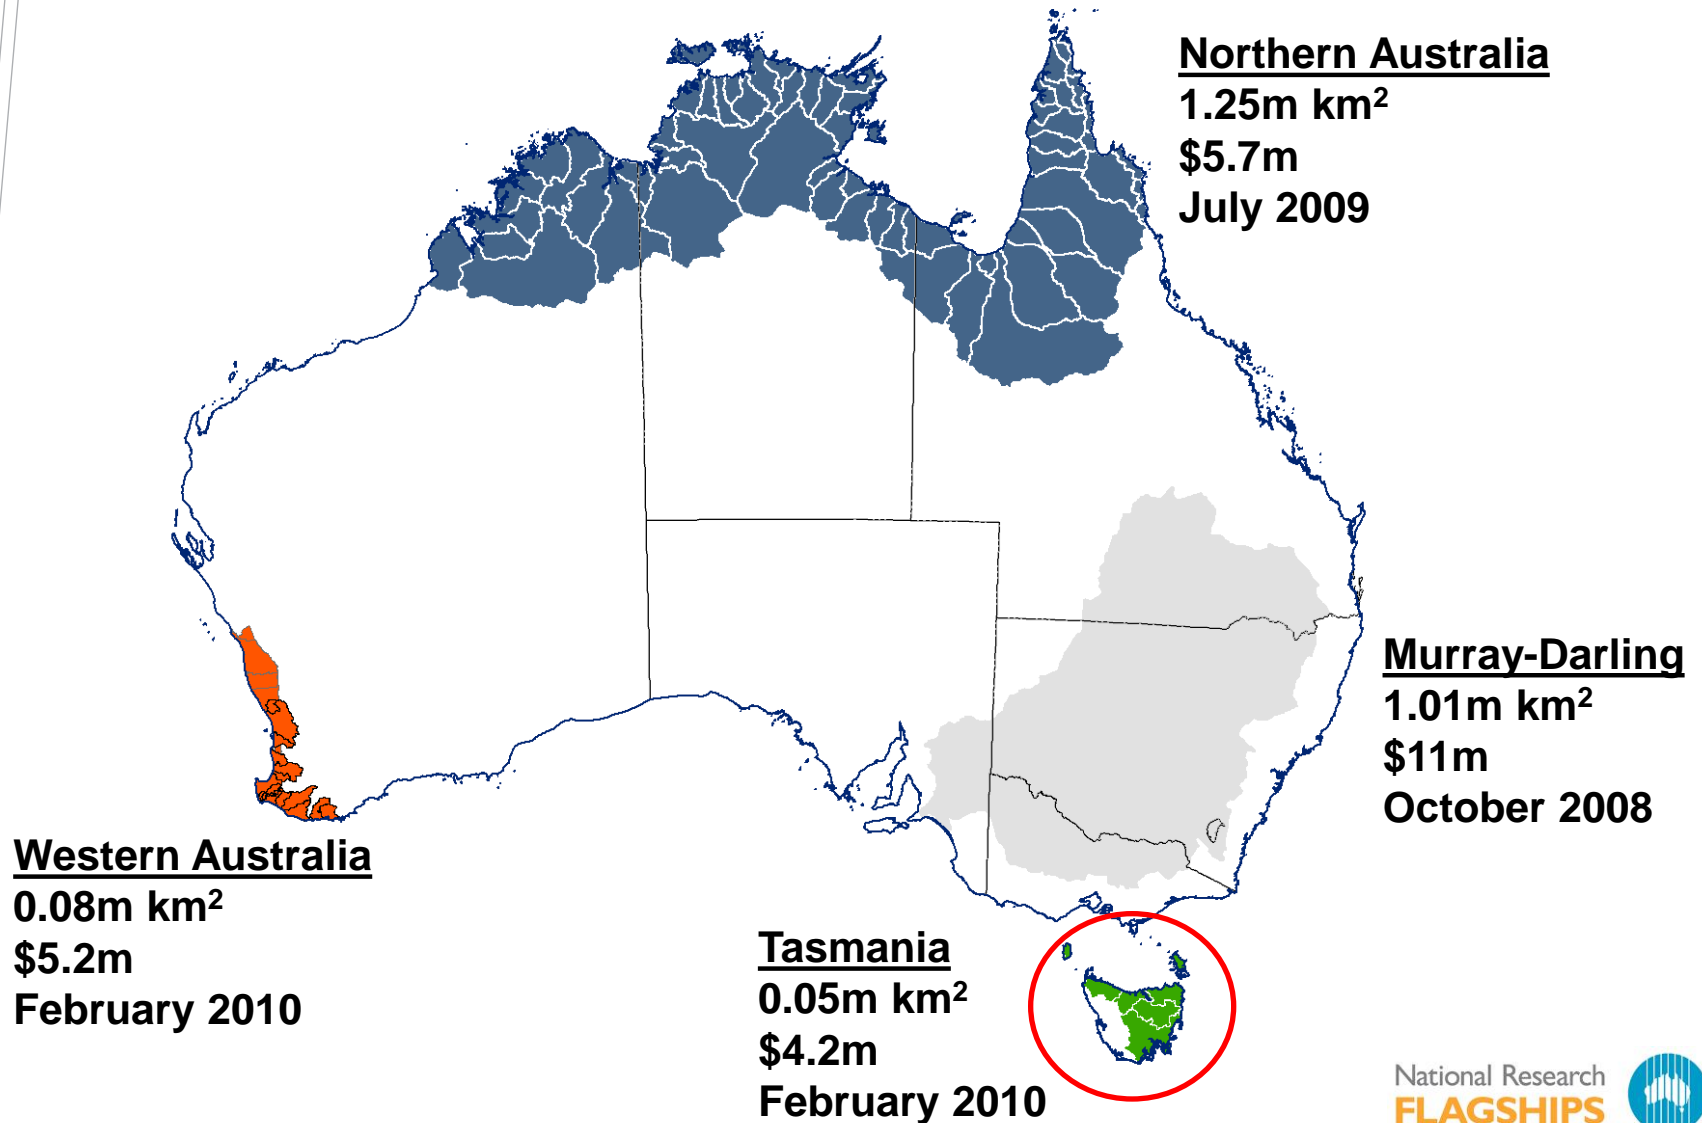 Northern Australia
1.25m km²
$5.7m
July 2009
Murray-Darling
1.01m km²
$11m
October 2008
Western Australia
0.08m km²
$5.2m
February 2010
Tasmania
0.05m km²
$4.2m
February 2010
National Research
FLAGSHIPS